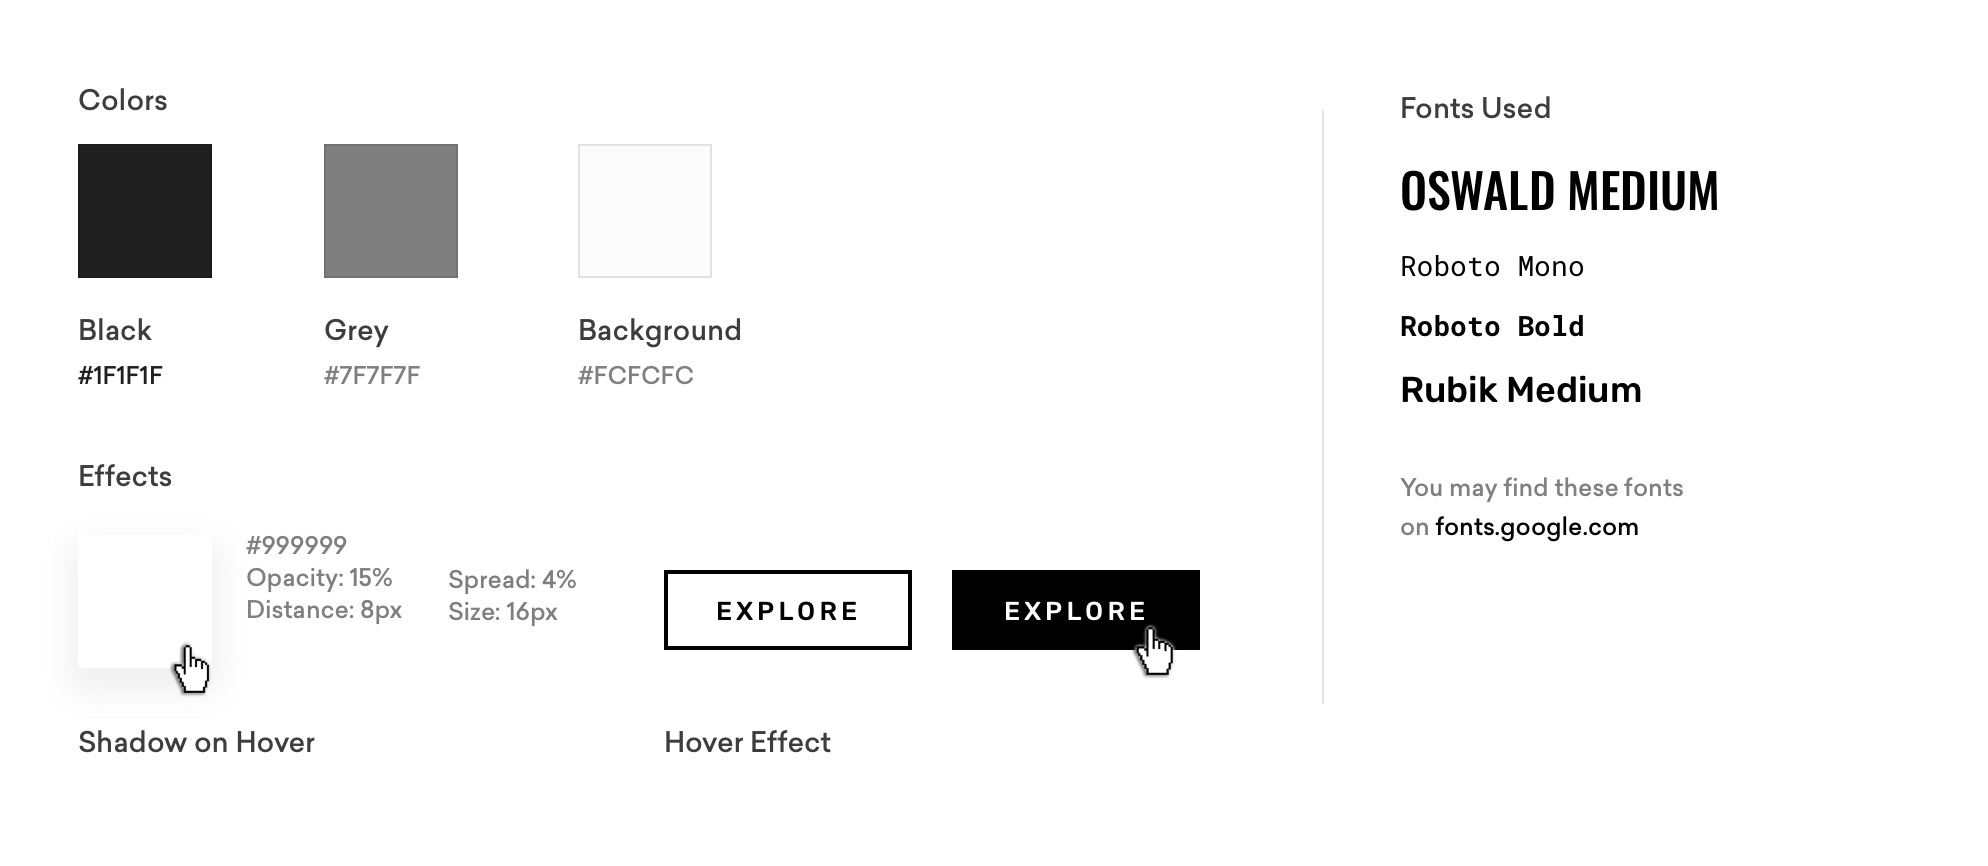 Colors
Black
#1F1F1F
Grey
#7F7F7F
Background
#FCFCFC
Effects
#999999
Opacity: 15%
Distance: 8px
Spread: 4%
Size: 16px
Shadow on Hover
EXPLORE
EXPLORE
Hover Effect
Fonts Used
OSWALD MEDIUM
Roboto Mono
Roboto Bold
Rubik Medium
You may find these fonts
on fonts.google.com